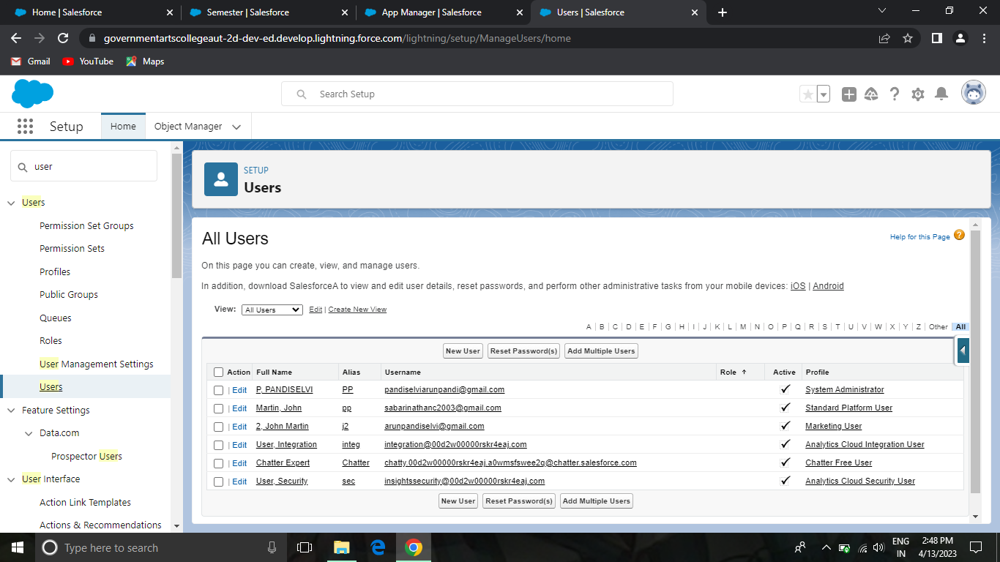 Home | Salesforce
Semester | Salesforce
App Manager | Salesforce
Users | Salesforce
governmentartscollegeaut-2d-dev-ed.develop.lightning.force.com/lightning/setup/ManageUsers/home
Gmail YouTube Maps
Search Setup
Setup Home Object Manager
user
Users
Permission Set Groups
Permission Sets
Profiles
Public Groups
Queues
Roles
User Management Settings
Users
Feature Settings
Data.com
Prospector Users
User Interface
Action Link Templates
Actions & Recommendations
SETUP
Users
All Users
Help for this Page ?
On this page you can create, view, and manage users.
In addition, download SalesforceA to view and edit user details, reset passwords, and perform other administrative tasks from your mobile devices: iOS | Android
View: All Users Edit | Create New View
A | B | C | D | E | F | G | H | I | J | K | L | M | N | O | P | Q | R | S | T | U | V | W | X | Y | Z | Other | All
New User Reset Password(s) Add Multiple Users
Action Full Name Alias Username Role Active Profile
| Edit P, PANDISELVI PP pandiselviarunpandi@gmail.com System Administrator
| Edit Martin, John pp sabarinathanc2003@gmail.com Standard Platform User
| Edit 2, John Martin j2 arunpandiselvi@gmail.com Marketing User
| Edit User, Integration integ integration@00d2w00000rskr4eaj.com Analytics Cloud Integration User
| Edit Chatter Expert Chatter chatty.00d2w00000rskr4eaj.a0wmsfswee2q@chatter.salesforce.com Chatter Free User
| Edit User, Security sec insightssecurity@00d2w00000rskr4eaj.com Analytics Cloud Security User
New User Reset Password(s) Add Multiple Users
Type here to search
ENG
IN
2:48 PM
4/13/2023